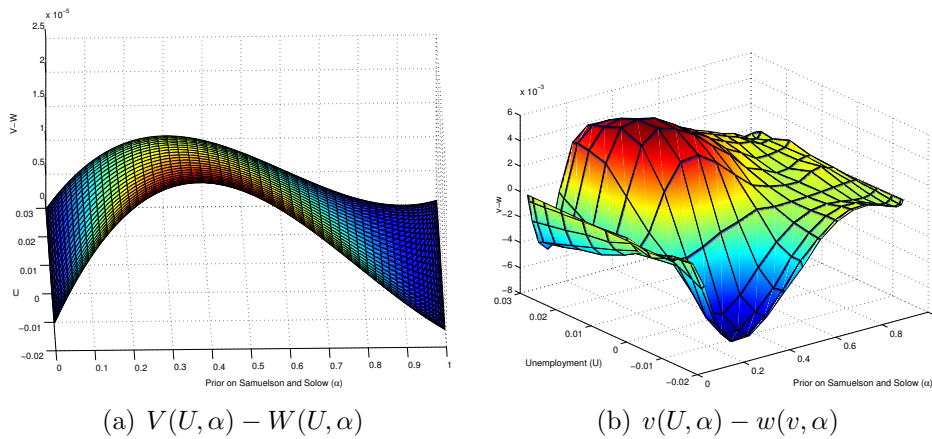 x 10⁻⁵
2.5
2
1.5
1
0.5
0
V−W
0.03
0.02
0.01
0
−0.01
−0.02
U
0 0.1 0.2 0.3 0.4 0.5 0.6 0.7 0.8 0.9 1
Prior on Samuelson and Solow (α)
(a) V(U, α) − W(U, α)
x 10⁻³
6
4
2
0
−2
−4
−6
−8
v−w
0.03
0.02
0.01
0
−0.01
−0.02
Unemployment (U)
0 0.2 0.4 0.6 0.8
Prior on Samuelson and Solow (α)
(b) v(U, α) − w(v, α)